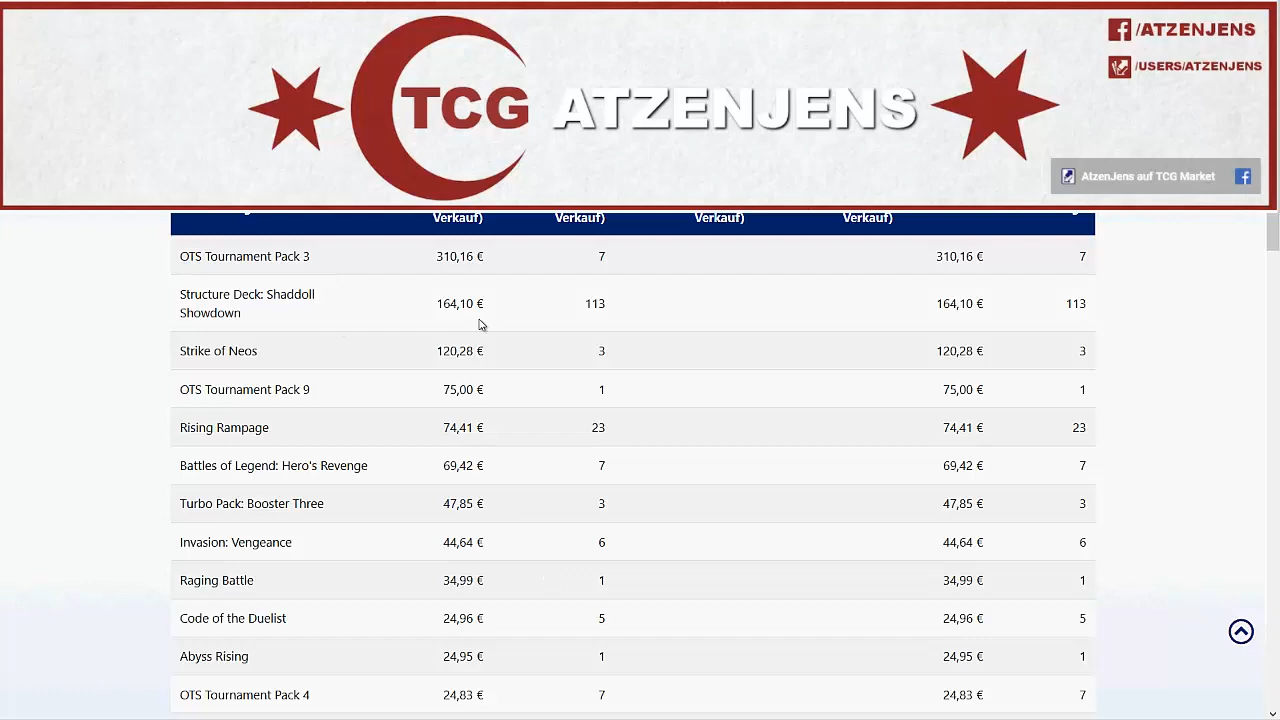 /ATZENJENS
/USERS/ATZENJENS
TCG ATZENJENS
AtzenJens auf TCG Market
Verkauf) Verkauf) Verkauf) Verkauf)
OTS Tournament Pack 3 310,16 € 7 310,16 € 7
Structure Deck: Shaddoll
Showdown 164,10 € 113 164,10 € 113
Strike of Neos 120,28 € 3 120,28 € 3
OTS Tournament Pack 9 75,00 € 1 75,00 € 1
Rising Rampage 74,41 € 23 74,41 € 23
Battles of Legend: Hero's Revenge 69,42 € 7 69,42 € 7
Turbo Pack: Booster Three 47,85 € 3 47,85 € 3
Invasion: Vengeance 44,64 € 6 44,64 € 6
Raging Battle 34,99 € 1 34,99 € 1
Code of the Duelist 24,96 € 5 24,96 € 5
Abyss Rising 24,95 € 1 24,95 € 1
OTS Tournament Pack 4 24,83 € 7 24,83 € 7